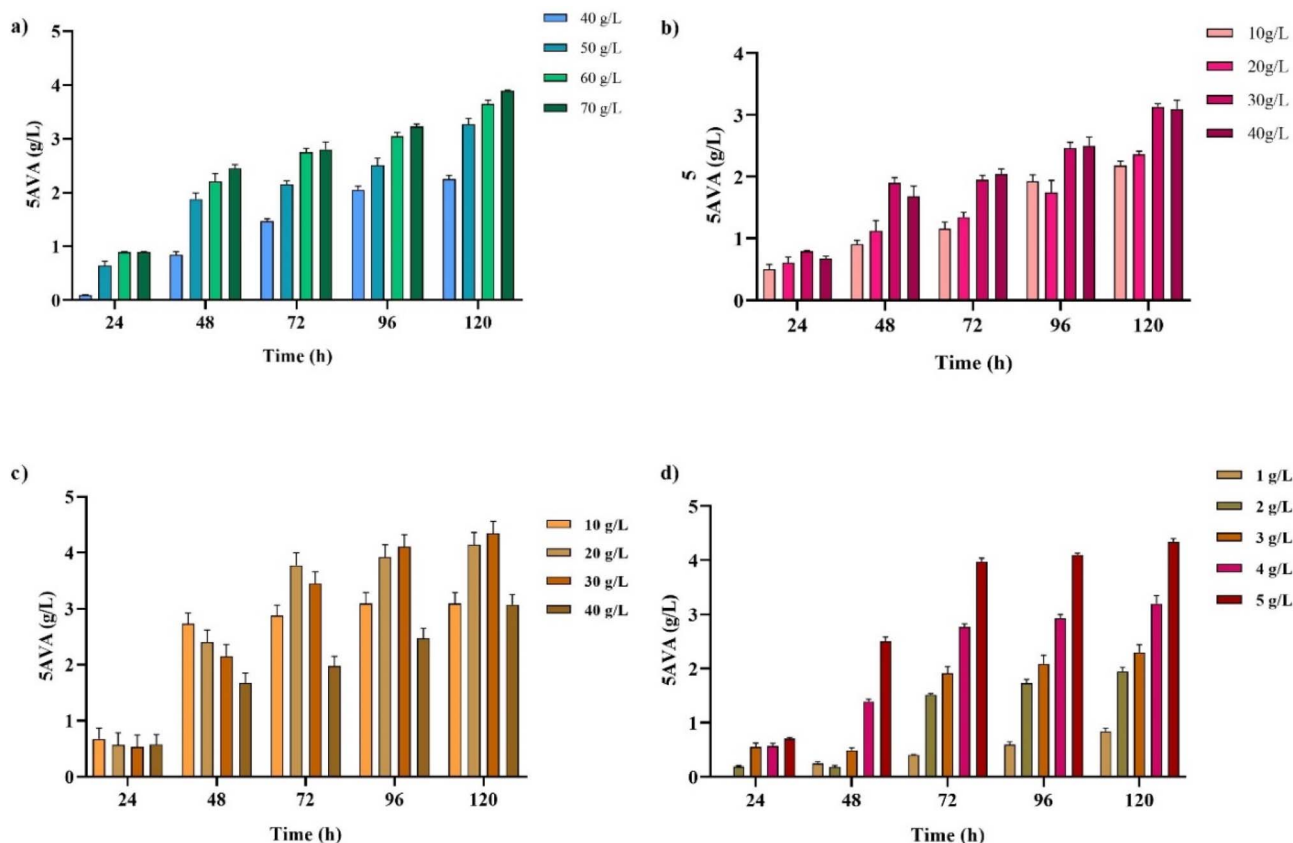 a)
5AVA (g/L)
5
4
3
2
1
0
24 48 72 96 120
Time (h)
40 g/L
50 g/L
60 g/L
70 g/L
b)
5
5AVA (g/L)
4
3
2
1
0
24 48 72 96 120
Time (h)
10g/L
20g/L
30g/L
40g/L
c)
5AVA (g/L)
5
4
3
2
1
0
24 48 72 96 120
Time (h)
10 g/L
20 g/L
30 g/L
40 g/L
d)
5AVA (g/L)
5
4
3
2
1
0
24 48 72 96 120
Time (h)
1 g/L
2 g/L
3 g/L
4 g/L
5 g/L